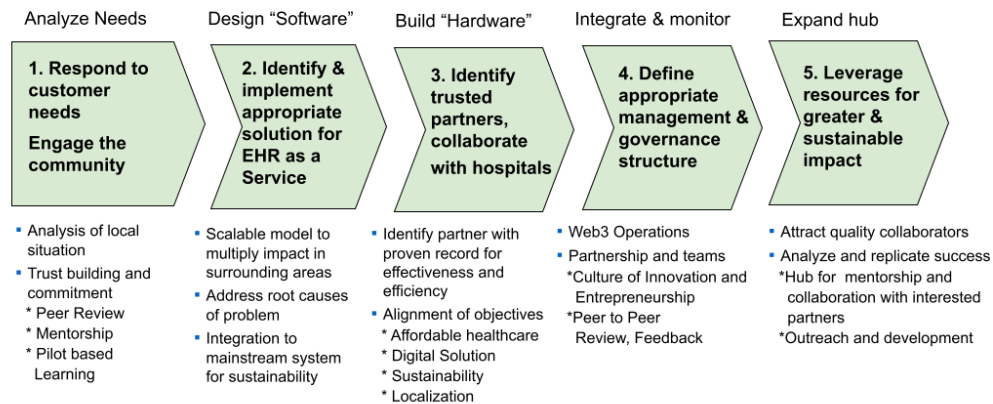 Analyze Needs
Design “Software”
Build “Hardware”
Integrate & monitor
Expand hub
1. Respond to
customer
needs
Engage the
community
2. Identify &
implement
appropriate
solution for
EHR as a
Service
3. Identify
trusted
partners,
collaborate
with hospitals
4. Define
appropriate
management &
governance
structure
5. Leverage
resources for
greater &
sustainable
impact
▪ Analysis of local
situation
▪ Trust building and
commitment
* Peer Review
* Mentorship
* Pilot based
Learning
▪ Scalable model to
multiply impact in
surrounding areas
▪ Address root causes
of problem
▪ Integration to
mainstream system
for sustainability
▪ Identify partner with
proven record for
effectiveness and
efficiency
▪ Alignment of objectives
* Affordable healthcare
* Digital Solution
* Sustainability
* Localization
▪ Web3 Operations
▪ Partnership and teams
*Culture of Innovation and
Entrepreneurship
*Peer to Peer
Review, Feedback
▪ Attract quality collaborators
▪ Analyze and replicate success
*Hub for mentorship and
collaboration with interested
partners
*Outreach and development